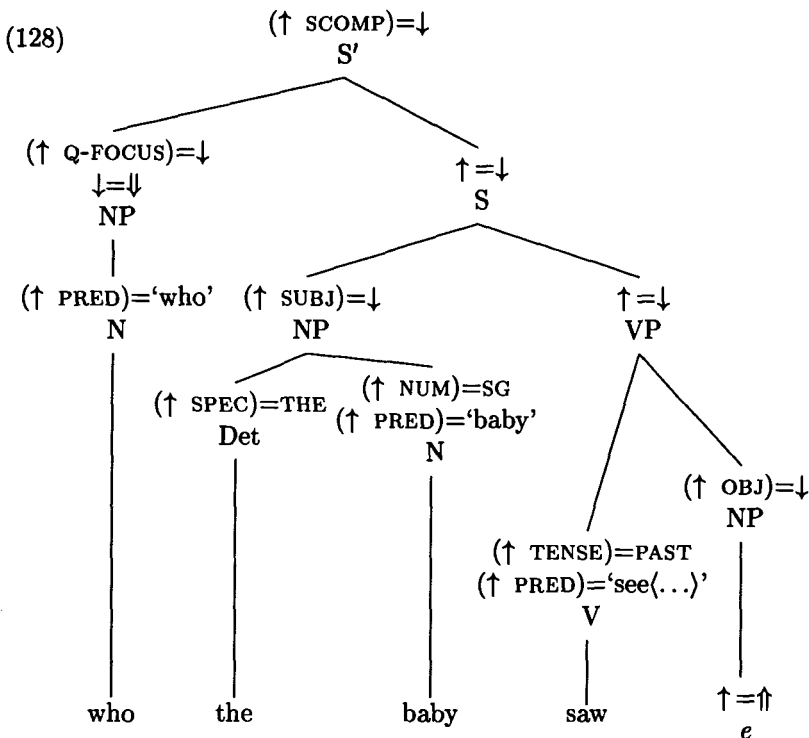 (128)
(↑ SCOMP)=↓
S′
(↑ Q-FOCUS)=↓
↓=⇓
NP
↑=↓
S
(↑ PRED)=‘who’
N
(↑ SUBJ)=↓
NP
↑=↓
VP
(↑ SPEC)=THE
Det
(↑ NUM)=SG
(↑ PRED)=‘baby’
N
(↑ OBJ)=↓
NP
(↑ TENSE)=PAST
(↑ PRED)=‘see⟨...⟩’
V
who the baby saw
↑=⇑
e